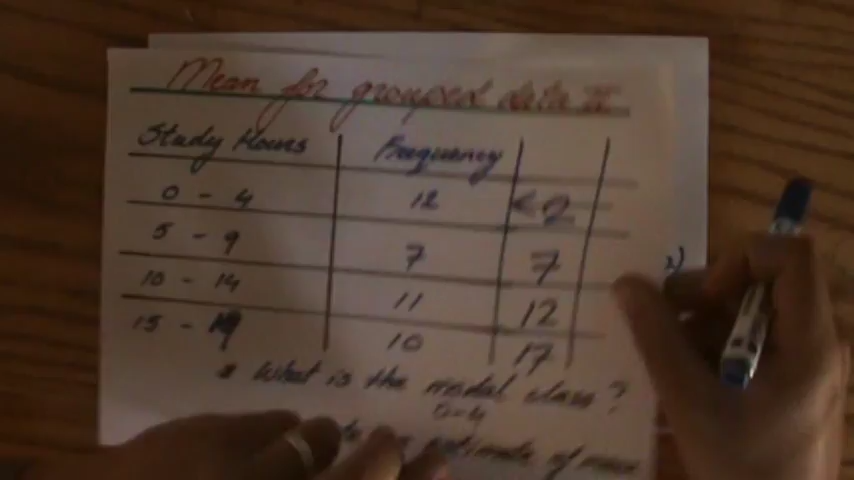 Mean for grouped data II
Study Hours Frequency
0 - 4 12 2
5 - 9 7 7
10 - 14 11 12
15 - 19 10 17
What is the modal class?
0-4
estimate of mean